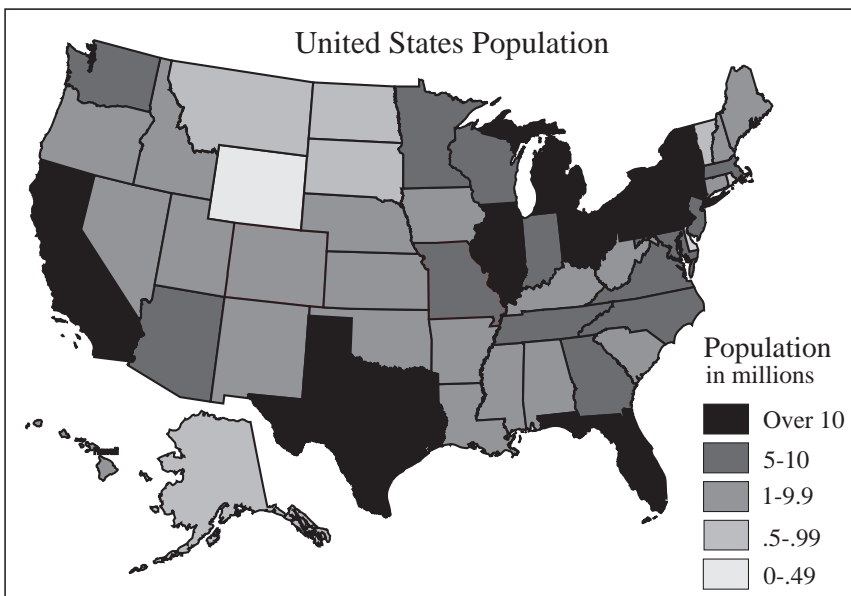 United States Population
Population
in millions
Over 10
5-10
1-9.9
.5-.99
0-.49